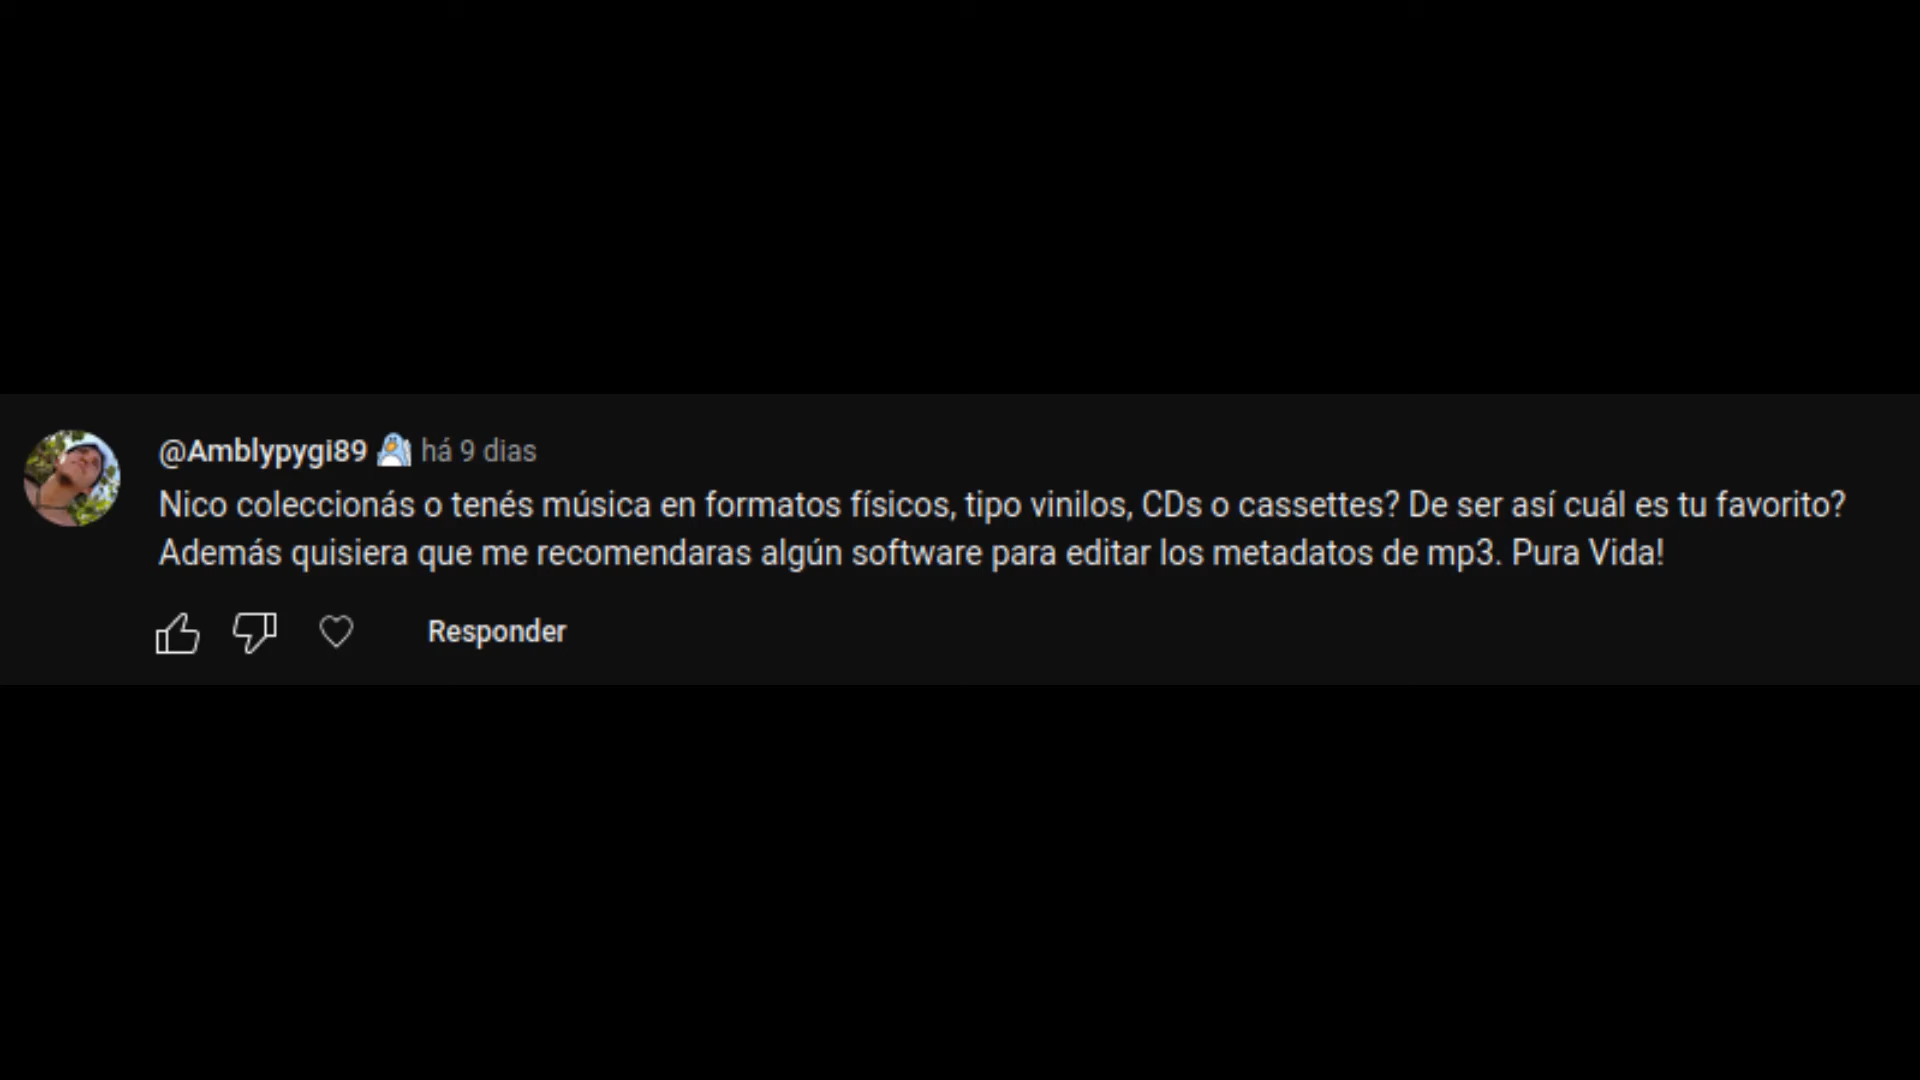 @Amblypygi89 há 9 dias
Nico coleccionás o tenés música en formatos físicos, tipo vinilos, CDs o cassettes? De ser así cuál es tu favorito?
Además quisiera que me recomendaras algún software para editar los metadatos de mp3. Pura Vida!
Responder